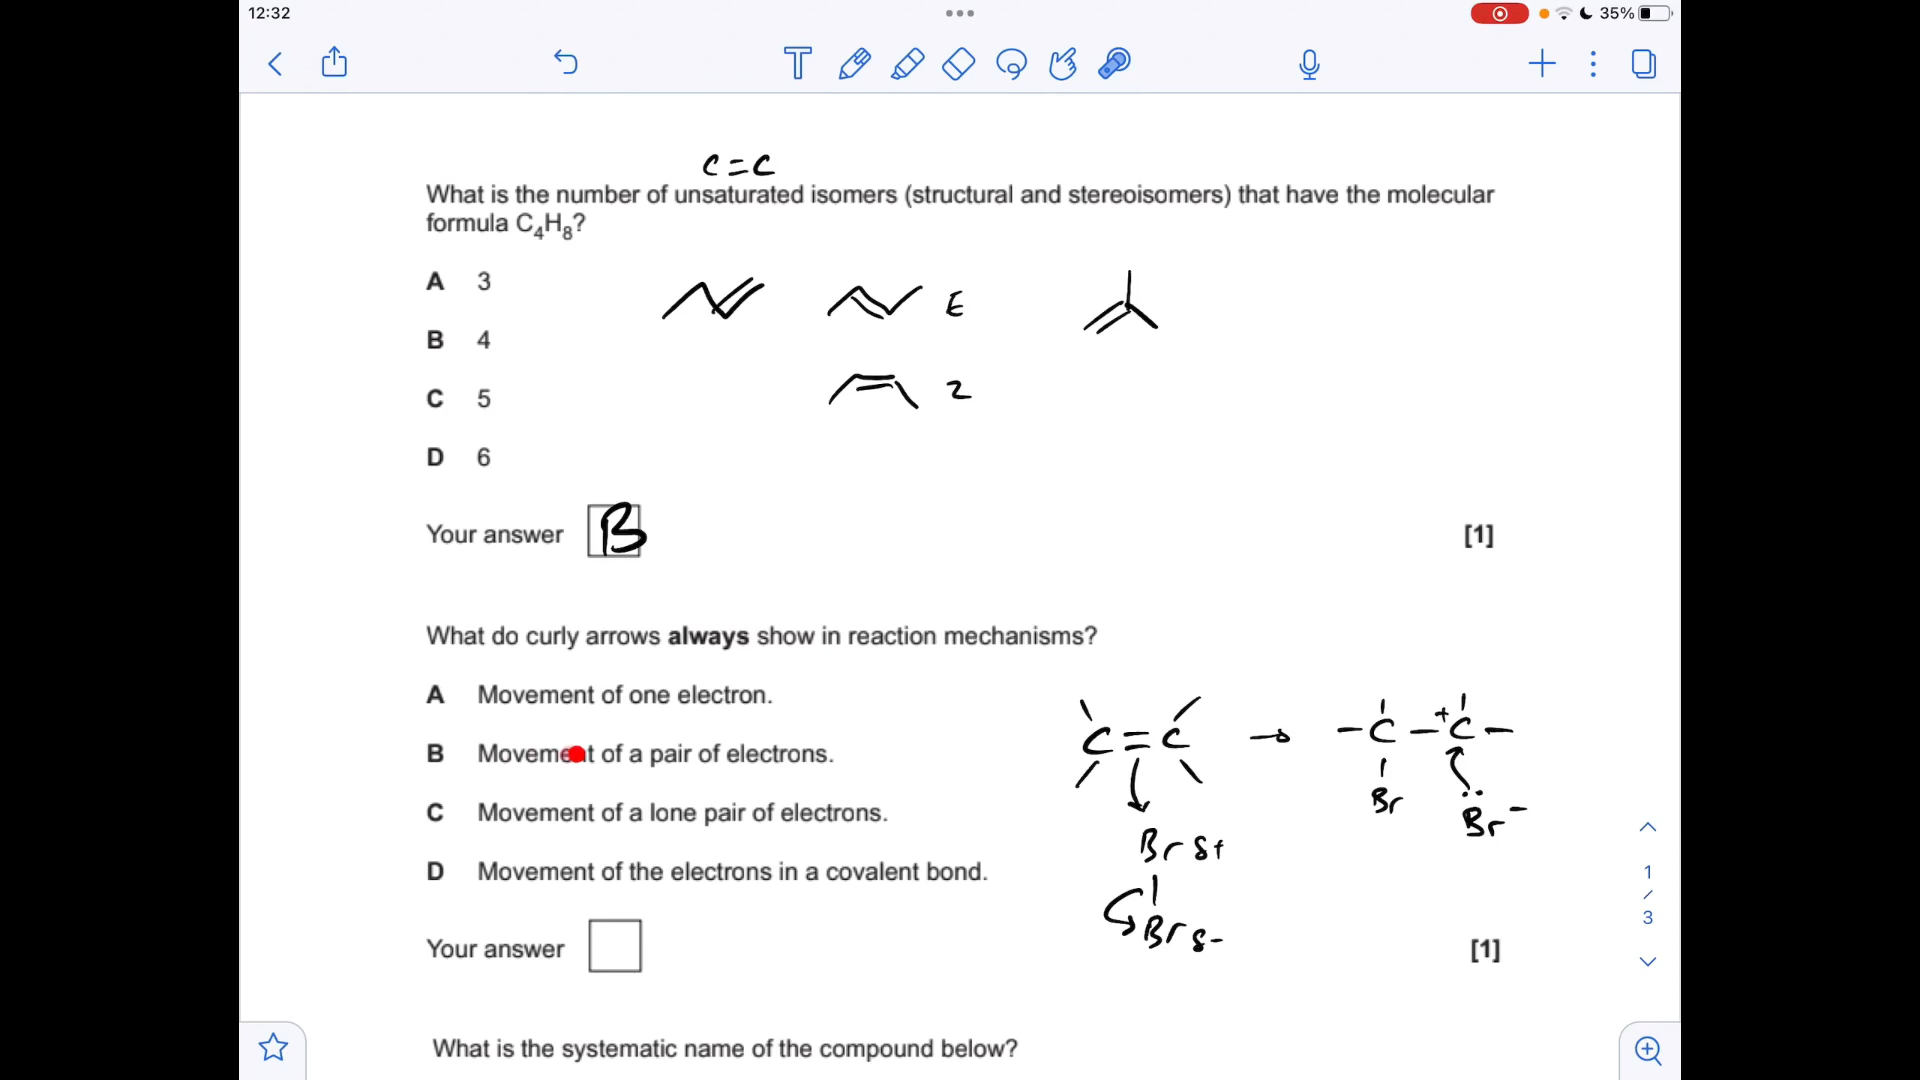 12:32
35%
C=C
What is the number of unsaturated isomers (structural and stereoisomers) that have the molecular
formula C₄H₈?
A 3
B 4
E
C 5
Z
D 6
Your answer B [1]
What do curly arrows always show in reaction mechanisms?
A Movement of one electron.
B Movement of a pair of electrons.
C Movement of a lone pair of electrons.
D Movement of the electrons in a covalent bond.
C=C → -C-⁺C-
Br Br⁻
Br δ+
Br δ-
Your answer [1]
1
/
3
What is the systematic name of the compound below?